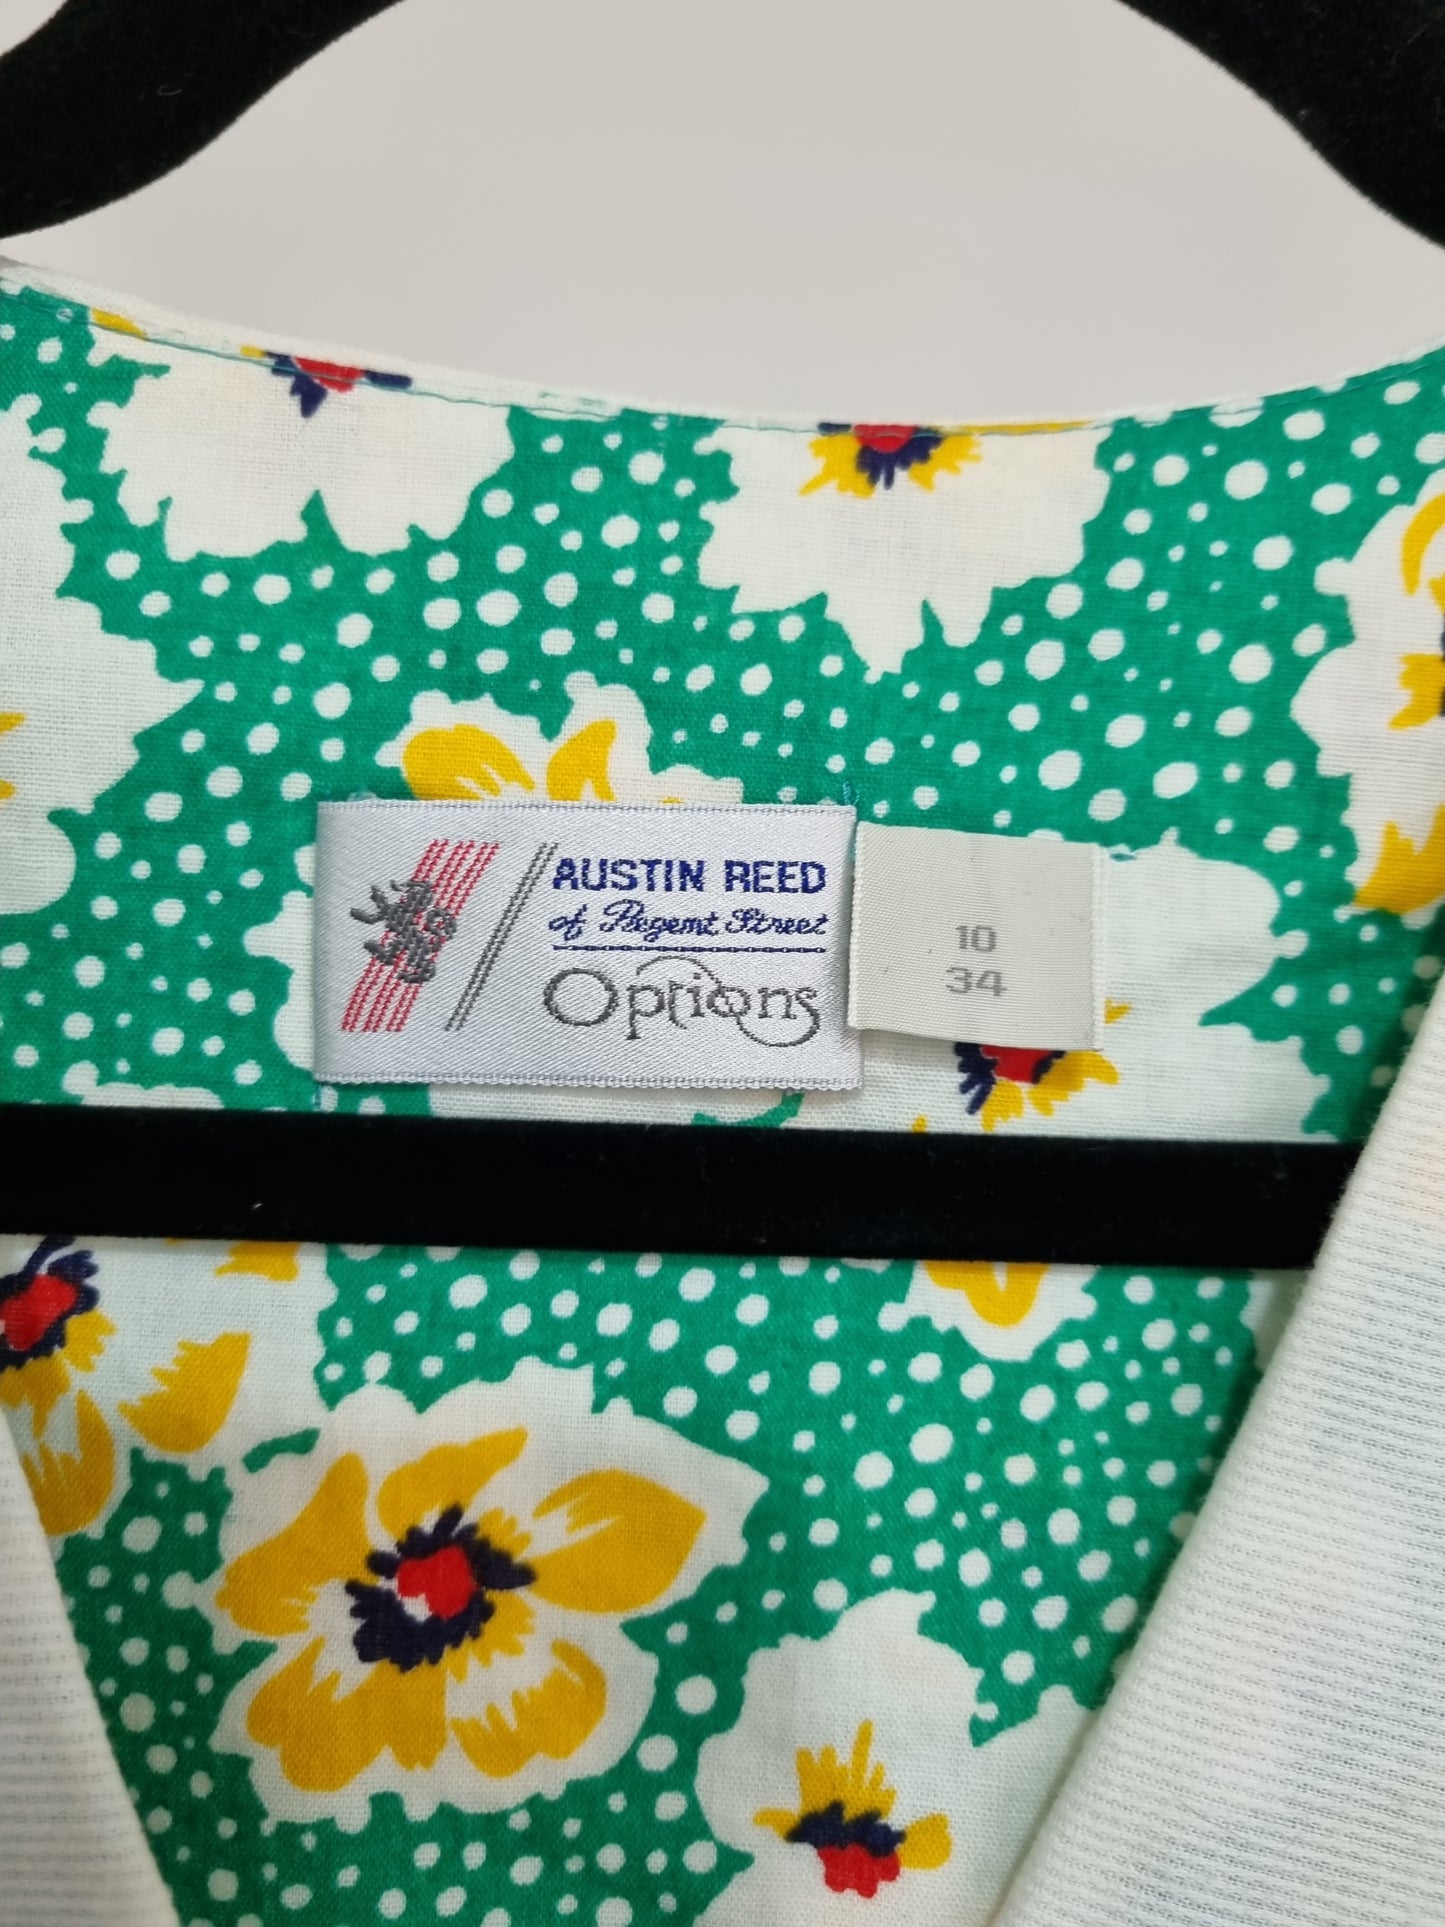 AUSTIN REED
of Regent Street
Options
10
34